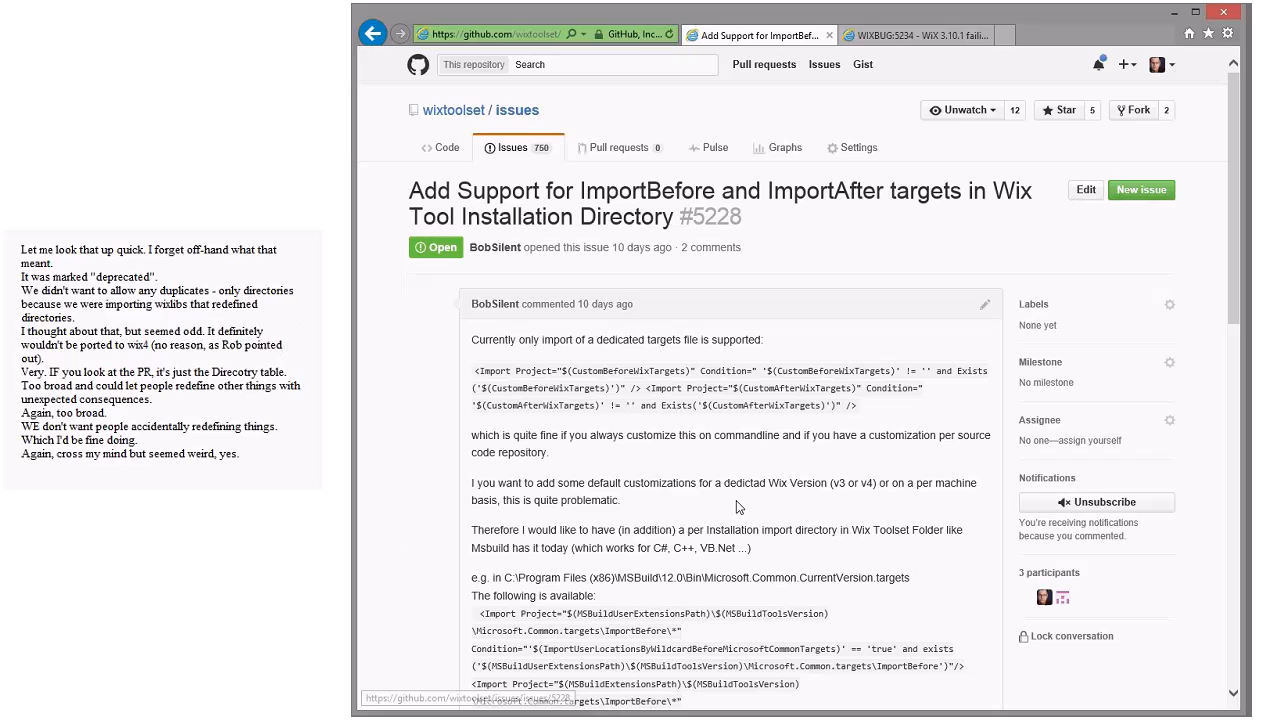 Let me look that up quick. I forget off-hand what that
meant.
It was marked "deprecated".
We didn't want to allow any duplicates - only directories
because we were importing wixlibs that redefined
directories.
I thought about that, but seemed odd. It definitely
wouldn't be ported to wix4 (no reason, as Rob pointed
out).
Very. IF you look at the PR, it's just the Direcotry table.
Too broad and could let people redefine other things with
unexpected consequences.
Again, too broad.
WE don't want people accidentally redefining things.
Which I'd be fine doing.
Again, cross my mind but seemed weird, yes.
https://github.com/wixtoolset/ GitHub, Inc... Add Support for ImportBef... WIXBUG:5234 - WiX 3.10.1 faili...
This repository Search Pull requests Issues Gist
wixtoolset / issues Unwatch 12 Star 5 Fork 2
Code Issues 750 Pull requests 0 Pulse Graphs Settings
Add Support for ImportBefore and ImportAfter targets in Wix
Tool Installation Directory #5228
Edit New issue
Open BobSilent opened this issue 10 days ago · 2 comments
BobSilent commented 10 days ago
Currently only import of a dedicated targets file is supported:
<Import Project="$(CustomBeforeWixTargets)" Condition=" '$(CustomBeforeWixTargets)' != '' and Exists
('$(CustomBeforeWixTargets)')" /> <Import Project="$(CustomAfterWixTargets)" Condition="
'$(CustomAfterWixTargets)' != '' and Exists('$(CustomAfterWixTargets)')" />
which is quite fine if you always customize this on commandline and if you have a customization per source
code repository.
I you want to add some default customizations for a dedictad Wix Version (v3 or v4) or on a per machine
basis, this is quite problematic.
Therefore I would like to have (in addition) a per Installation import directory in Wix Toolset Folder like
Msbuild has it today (which works for C#, C++, VB.Net ...)
e.g. in C:\Program Files (x86)\MSBuild\12.0\Bin\Microsoft.Common.CurrentVersion.targets
The following is available:
<Import Project="$(MSBuildUserExtensionsPath)\$(MSBuildToolsVersion)
\Microsoft.Common.targets\ImportBefore\*"
Condition="'$(ImportUserLocationsByWildcardBeforeMicrosoftCommonTargets)' == 'true' and exists
('$(MSBuildUserExtensionsPath)\$(MSBuildToolsVersion)\Microsoft.Common.targets\ImportBefore')"/>
<Import Project="$(MSBuildExtensionsPath)\$(MSBuildToolsVersion)
\Microsoft.Common.targets\ImportBefore\*"
Labels
None yet
Milestone
No milestone
Assignee
No one—assign yourself
Notifications
Unsubscribe
You're receiving notifications
because you commented.
3 participants
Lock conversation
https://github.com/wixtoolset/issues/issues/5228